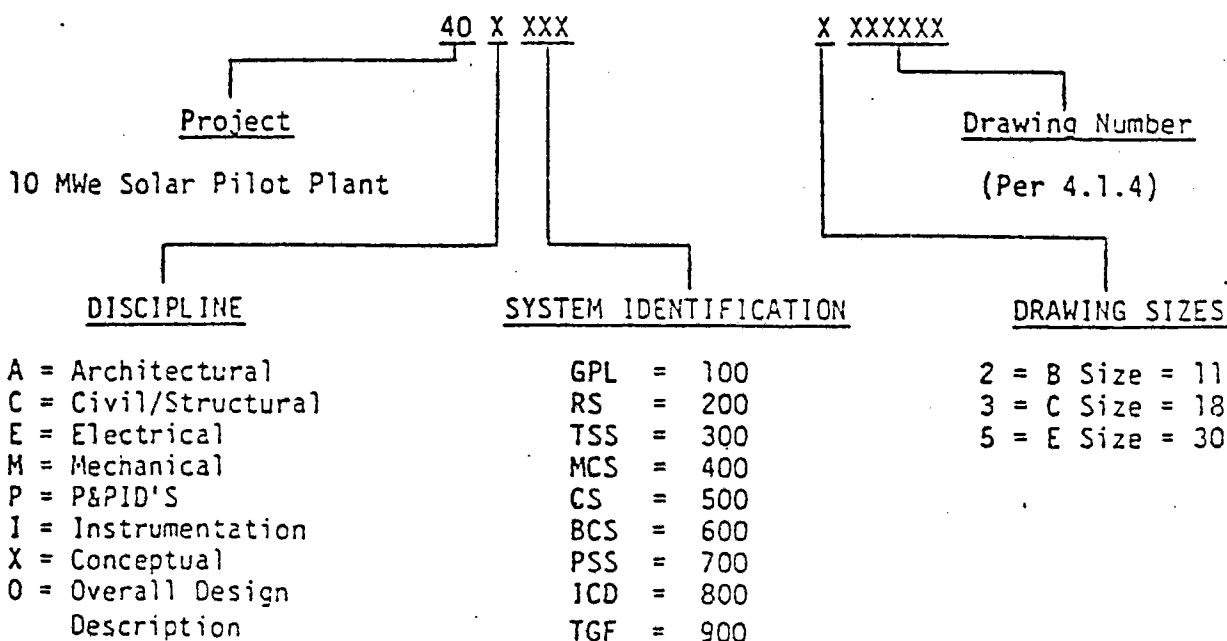 40 X XXX X XXXXXX
Project Drawing Number
10 MWe Solar Pilot Plant (Per 4.1.4)
DISCIPLINE
A = Architectural
C = Civil/Structural
E = Electrical
M = Mechanical
P = P&PID'S
I = Instrumentation
X = Conceptual
O = Overall Design
Description
SYSTEM IDENTIFICATION
GPL = 100
RS = 200
TSS = 300
MCS = 400
CS = 500
BCS = 600
PSS = 700
ICD = 800
TGF = 900
DRAWING SIZES
2 = B Size = 11
3 = C Size = 18
5 = E Size = 30